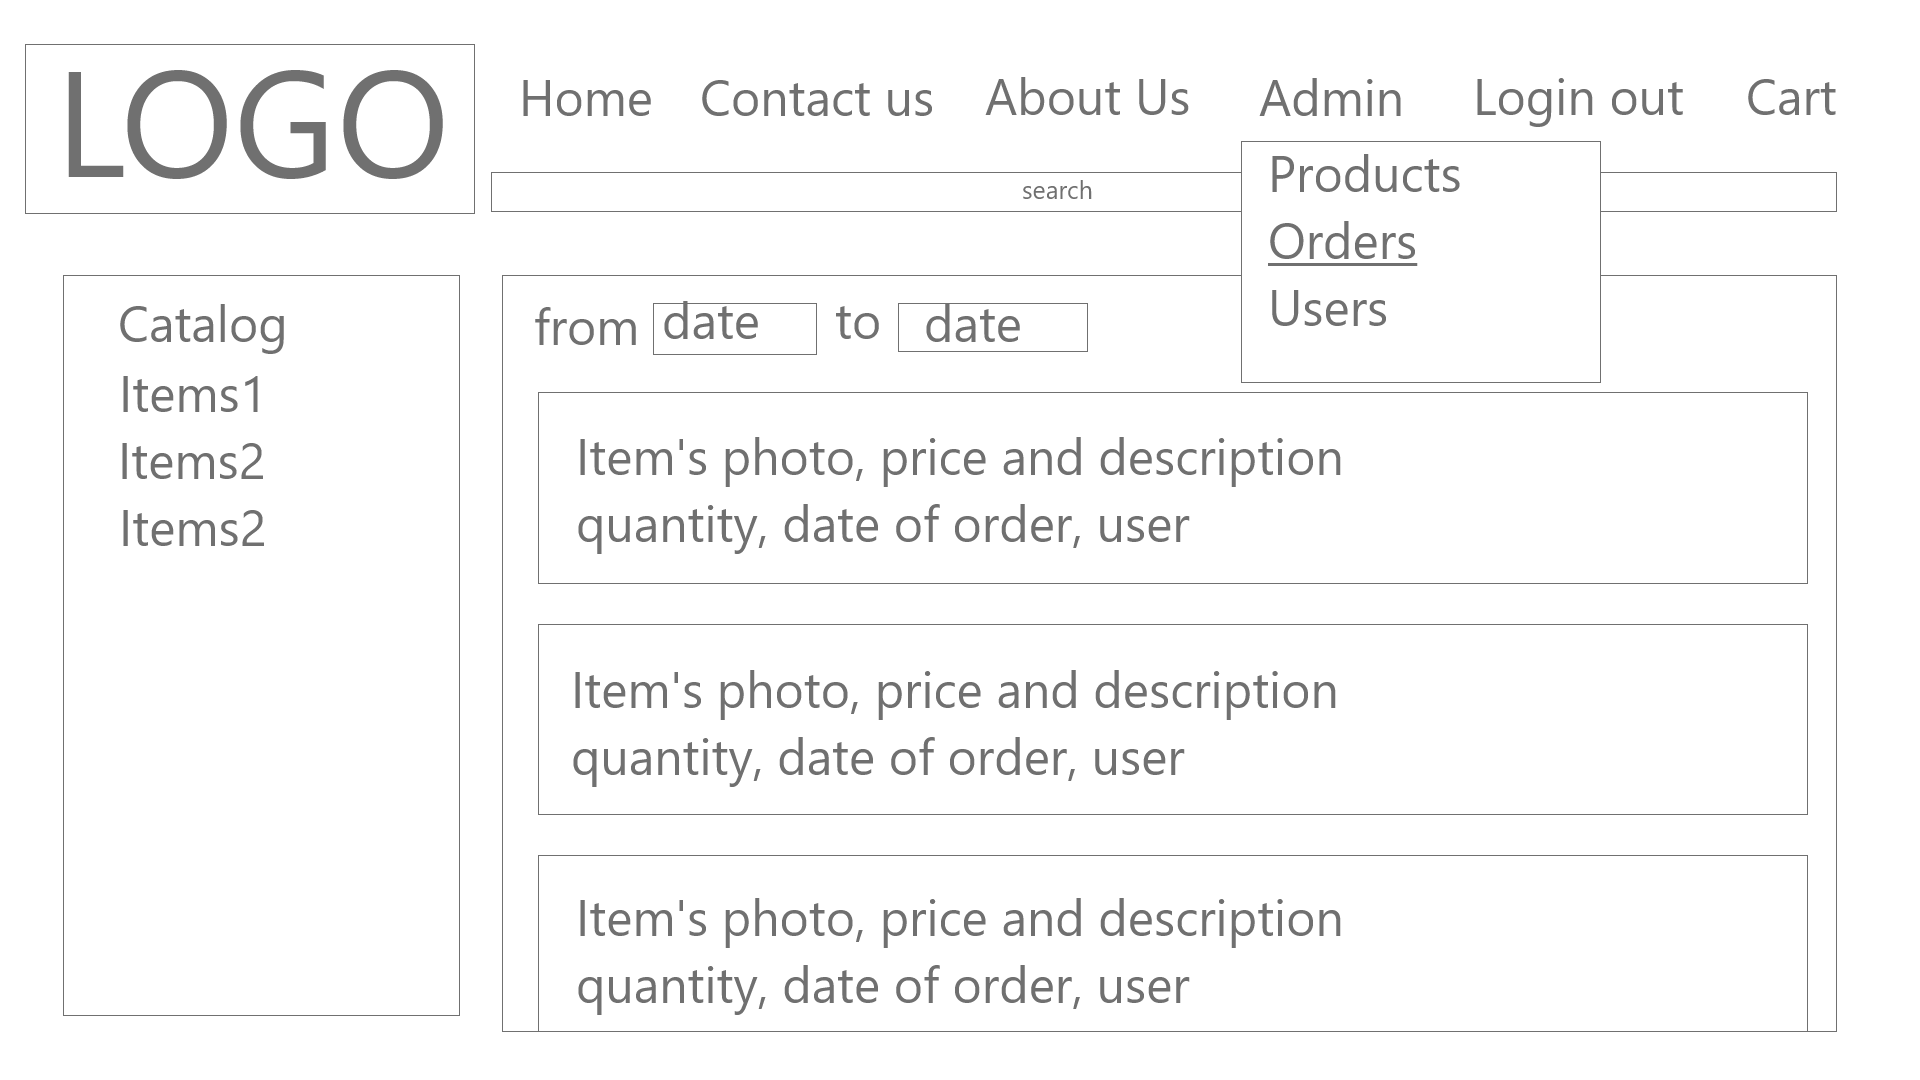 LOGO
Home Contact us About Us Admin Login out Cart
search
Products
Orders
Users
Catalog
Items1
Items2
Items2
from date to date
Item's photo, price and description
quantity, date of order, user
Item's photo, price and description
quantity, date of order, user
Item's photo, price and description
quantity, date of order, user